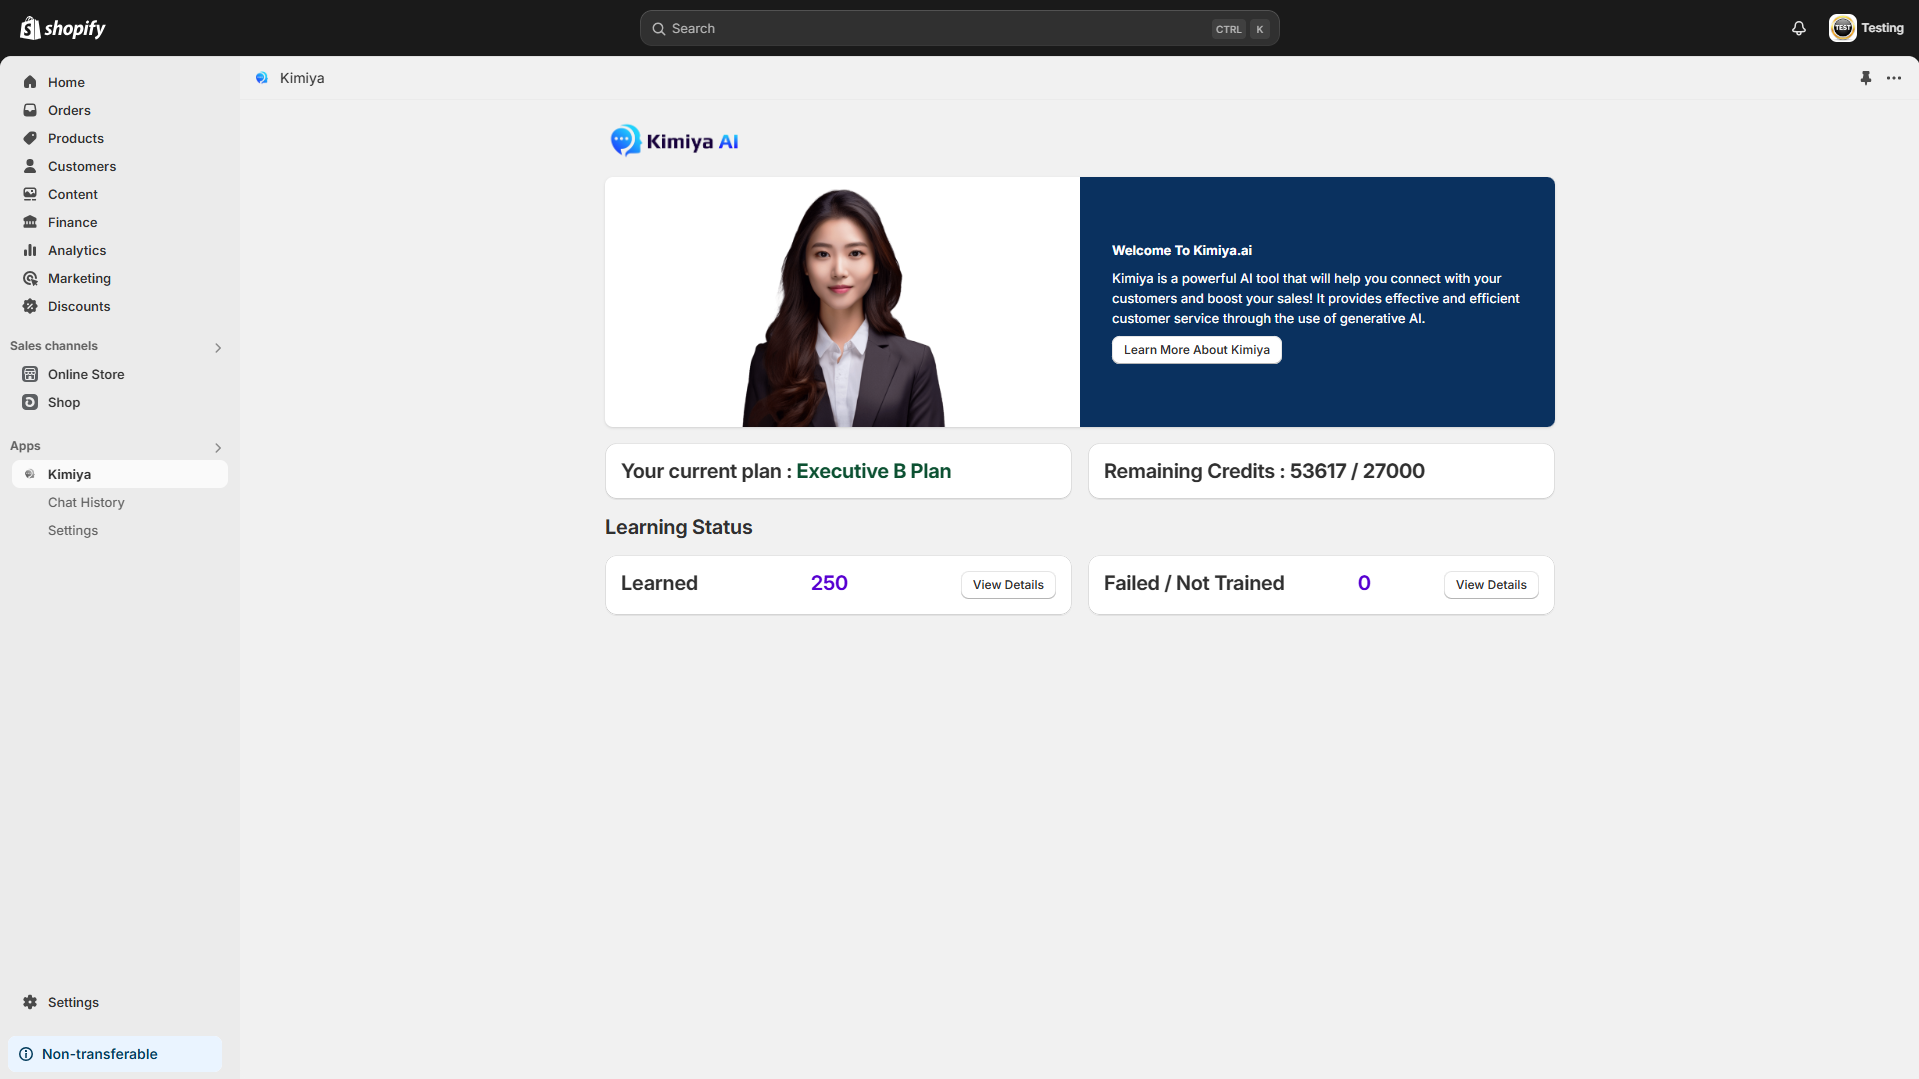 shopify
Search
CTRL K
TEST
Testing
Home
Orders
Products
Customers
Content
Finance
Analytics
Marketing
Discounts
Sales channels
Online Store
Shop
Apps
Kimiya
Chat History
Settings
Settings
Non-transferable
Kimiya
Kimiya AI
Welcome To Kimiya.ai
Kimiya is a powerful AI tool that will help you connect with your
customers and boost your sales! It provides effective and efficient
customer service through the use of generative AI.
Learn More About Kimiya
Your current plan : Executive B Plan
Remaining Credits : 53617 / 27000
Learning Status
Learned 250 View Details
Failed / Not Trained 0 View Details